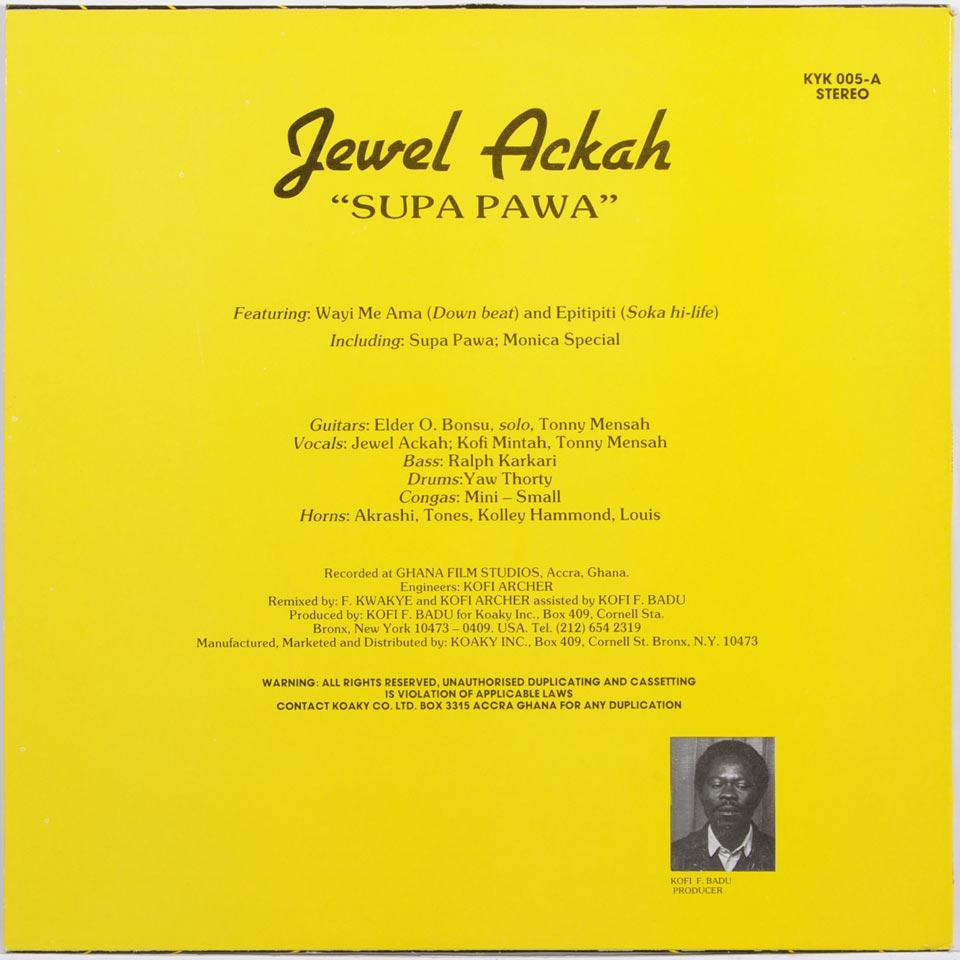 KYK 005-A
STEREO
Jewel Ackah
“SUPA PAWA”
Featuring: Wayi Me Ama (Down beat) and Epitipiti (Soka hi-life)
Including: Supa Pawa; Monica Special
Guitars: Elder O. Bonsu, solo, Tonny Mensah
Vocals: Jewel Ackah; Kofi Mintah, Tonny Mensah
Bass: Ralph Karkari
Drums:Yaw Thorty
Congas: Mini – Small
Horns: Akrashi, Tones, Kolley Hammond, Louis
Recorded at GHANA FILM STUDIOS, Accra, Ghana.
Engineers: KOFI ARCHER
Remixed by: F. KWAKYE and KOFI ARCHER assisted by KOFI F. BADU
Produced by: KOFI F. BADU for Koaky Inc., Box 409, Cornell Sta.
Bronx, New York 10473 – 0409. USA. Tel. (212) 654 2319
Manufactured, Marketed and Distributed by: KOAKY INC., Box 409, Cornell St. Bronx, N.Y. 10473
WARNING: ALL RIGHTS RESERVED, UNAUTHORISED DUPLICATING AND CASSETTING
IS VIOLATION OF APPLICABLE LAWS
CONTACT KOAKY CO. LTD. BOX 3315 ACCRA GHANA FOR ANY DUPLICATION
KOFI F. BADU
PRODUCER